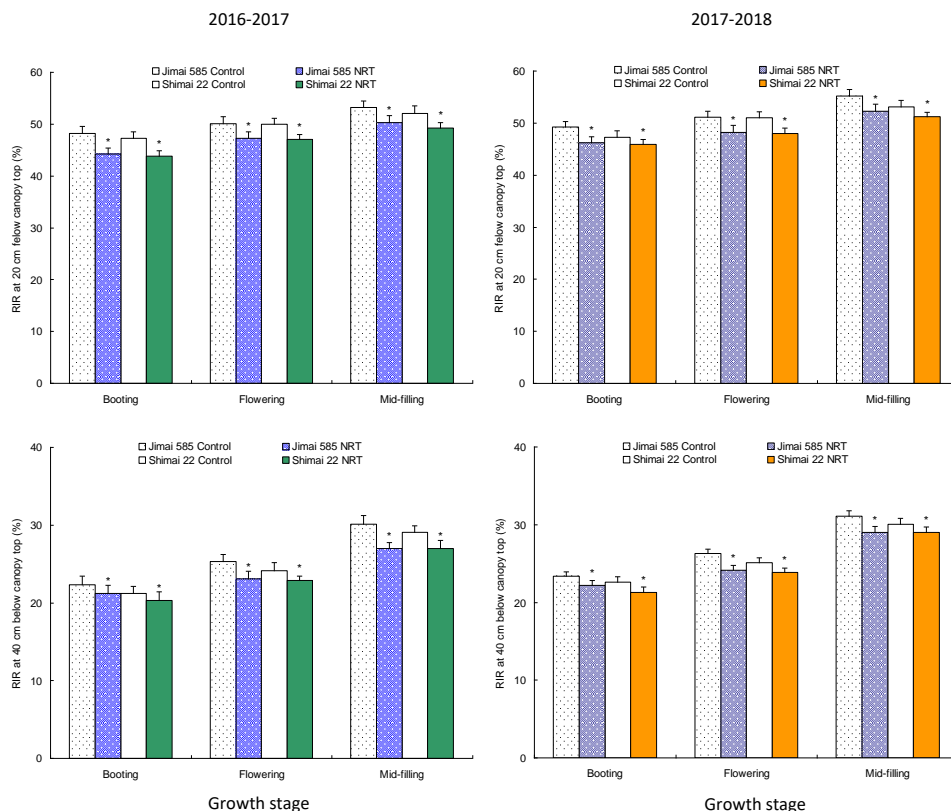 2016-2017
2017-2018
Jimai 585 Control
Jimai 585 NRT
Shimai 22 Control
Shimai 22 NRT
RIR at 20 cm felow canopy top (%)
60
50
40
30
20
10
0
* * * * * *
Booting
Flowering
Mid-filling
Jimai 585 Control
Jimai 585 NRT
Shimai 22 Control
Shimai 22 NRT
RIR at 20 cm felow canopy top (%)
60
50
40
30
20
10
0
* * * * * *
Booting
Flowering
Mid-filling
Jimai 585 Control
Jimai 585 NRT
Shimai 22 Control
Shimai 22 NRT
RIR at 40 cm below canopy top (%)
40
30
20
10
0
* * * * * *
Booting
Flowering
Mid-filling
Growth stage
Jimai 585 Control
Jimai 585 NRT
Shimai 22 Control
Shimai 22 NRT
RIR at 40 cm below canopy top (%)
40
30
20
10
0
* * * * * *
Booting
Flowering
Mid-filling
Growth stage